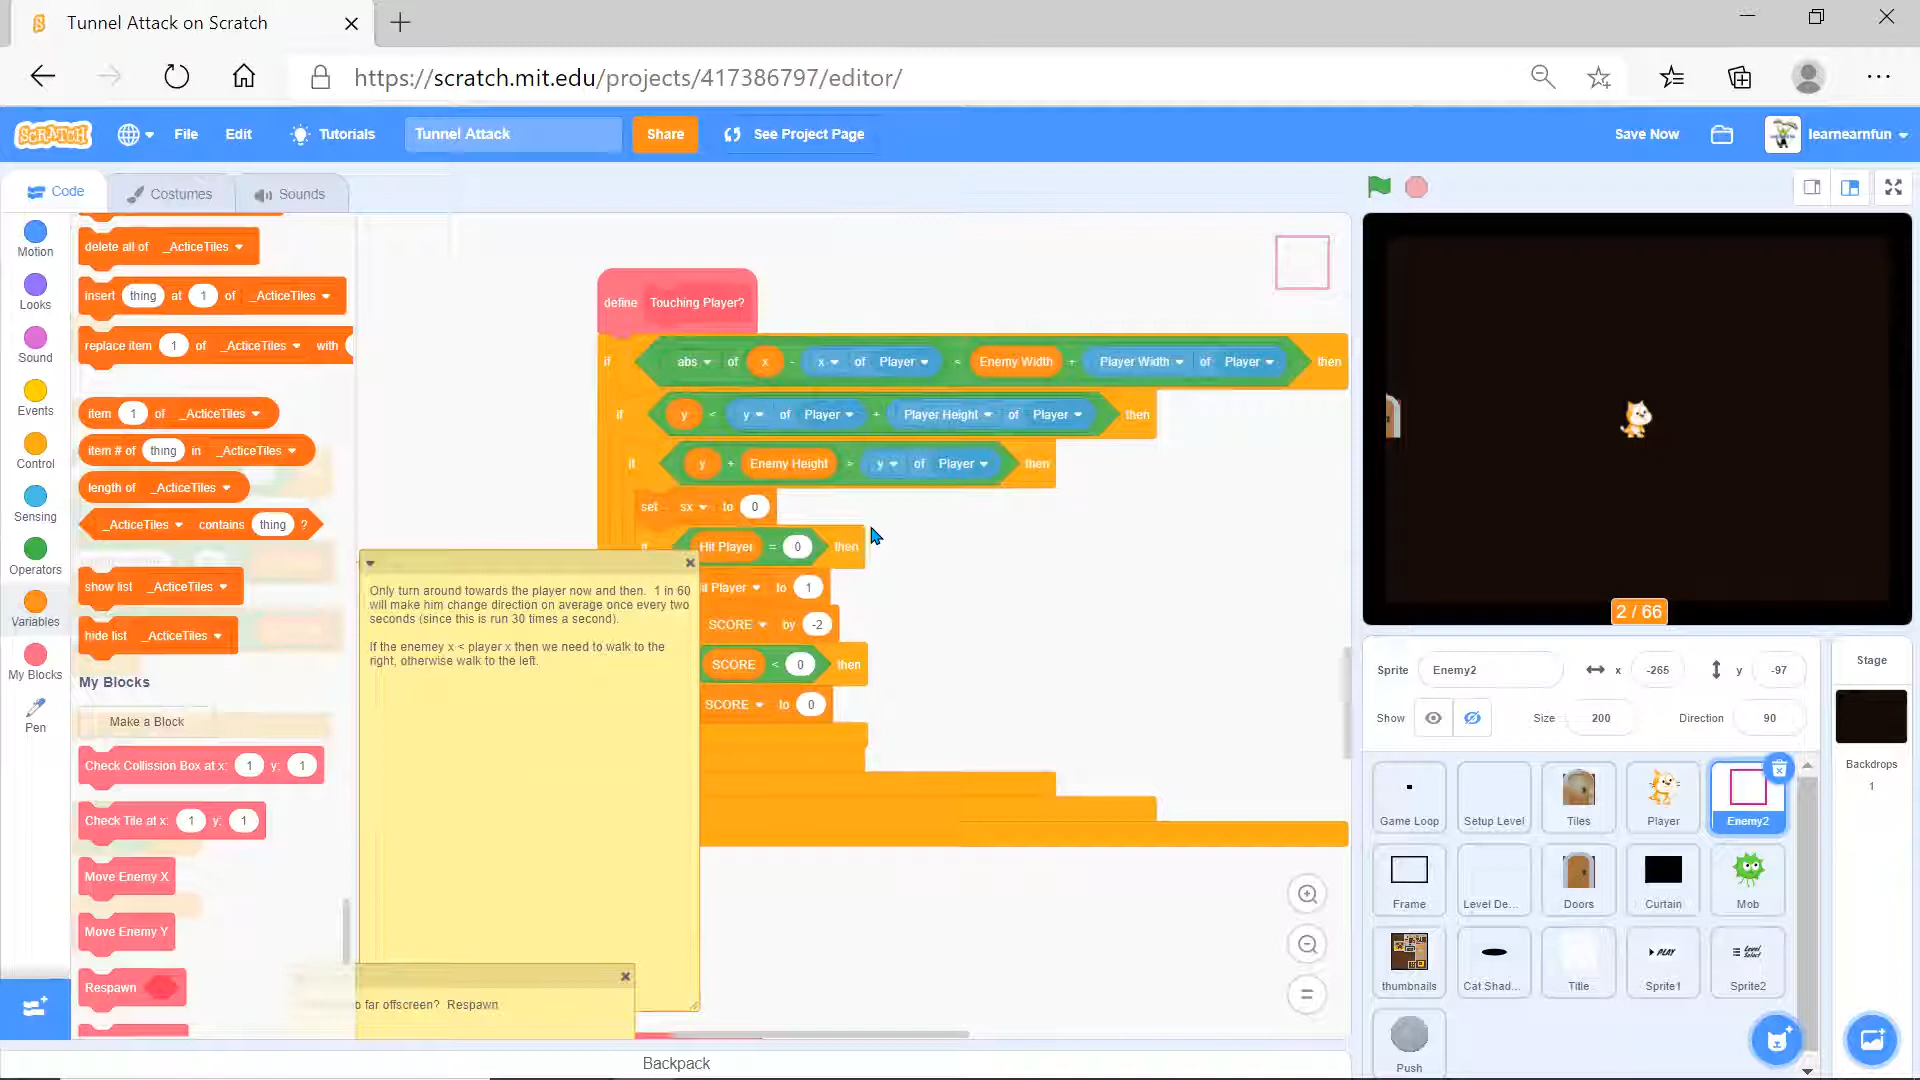 Tunnel Attack on Scratch
https://scratch.mit.edu/projects/417386797/editor/
SCRATCH File Edit Tutorials Tunnel Attack Share See Project Page Save Now learnearnfun
Code Costumes Sounds
Motion
Looks
Sound
Events
Control
Sensing
Operators
Variables
My Blocks
Pen
delete all of _ActiceTiles
insert thing at 1 of _ActiceTiles
replace item 1 of _ActiceTiles with
item 1 of _ActiceTiles
item # of thing in _ActiceTiles
length of _ActiceTiles
_ActiceTiles contains thing ?
show list _ActiceTiles
hide list _ActiceTiles
My Blocks
Make a Block
Check Collission Box at x: 1 y: 1
Check Tile at x: 1 y: 1
Move Enemy X
Move Enemy Y
Respawn
define Touching Player?
if abs of x - x of Player < Enemy Width + Player Width of Player then
if y < y of Player + Player Height of Player then
if y + Enemy Height > y of Player then
set sx to 0
Hit Player = 0 then
it Player to 1
SCORE by -2
SCORE < 0 then
SCORE to 0
Only turn around towards the player now and then. 1 in 60
will make him change direction on average once every two
seconds (since this is run 30 times a second).
If the enemey x < player x then we need to walk to the
right, otherwise walk to the left.
o far offscreen? Respawn
Backpack
2 / 66
Sprite Enemy2 x -265 y -97
Show Size 200 Direction 90
Game Loop Setup Level Tiles Player Enemy2
Frame Level De... Doors Curtain Mob
thumbnails Cat Shad... Title Sprite1 Sprite2
PLAY
Level
Select
Push
Stage
Backdrops
1